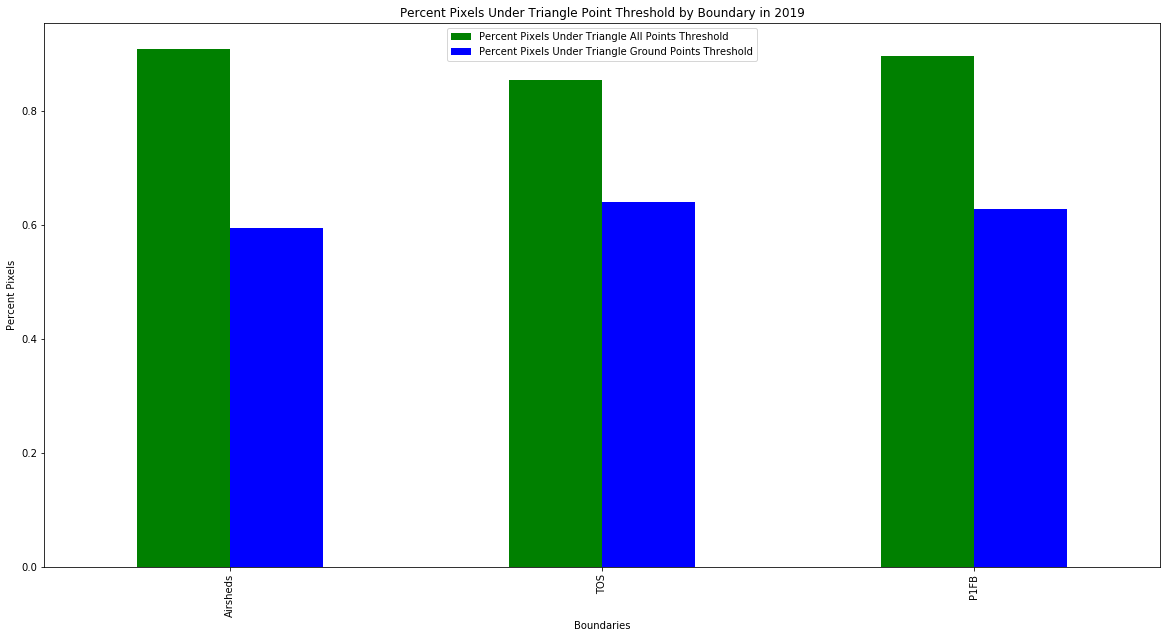 Percent Pixels Under Triangle Point Threshold by Boundary in 2019
Percent Pixels Under Triangle All Points Threshold
Percent Pixels Under Triangle Ground Points Threshold
Percent Pixels
0.8
0.6
0.4
0.2
0.0
Airsheds
TOS
P1FB
Boundaries